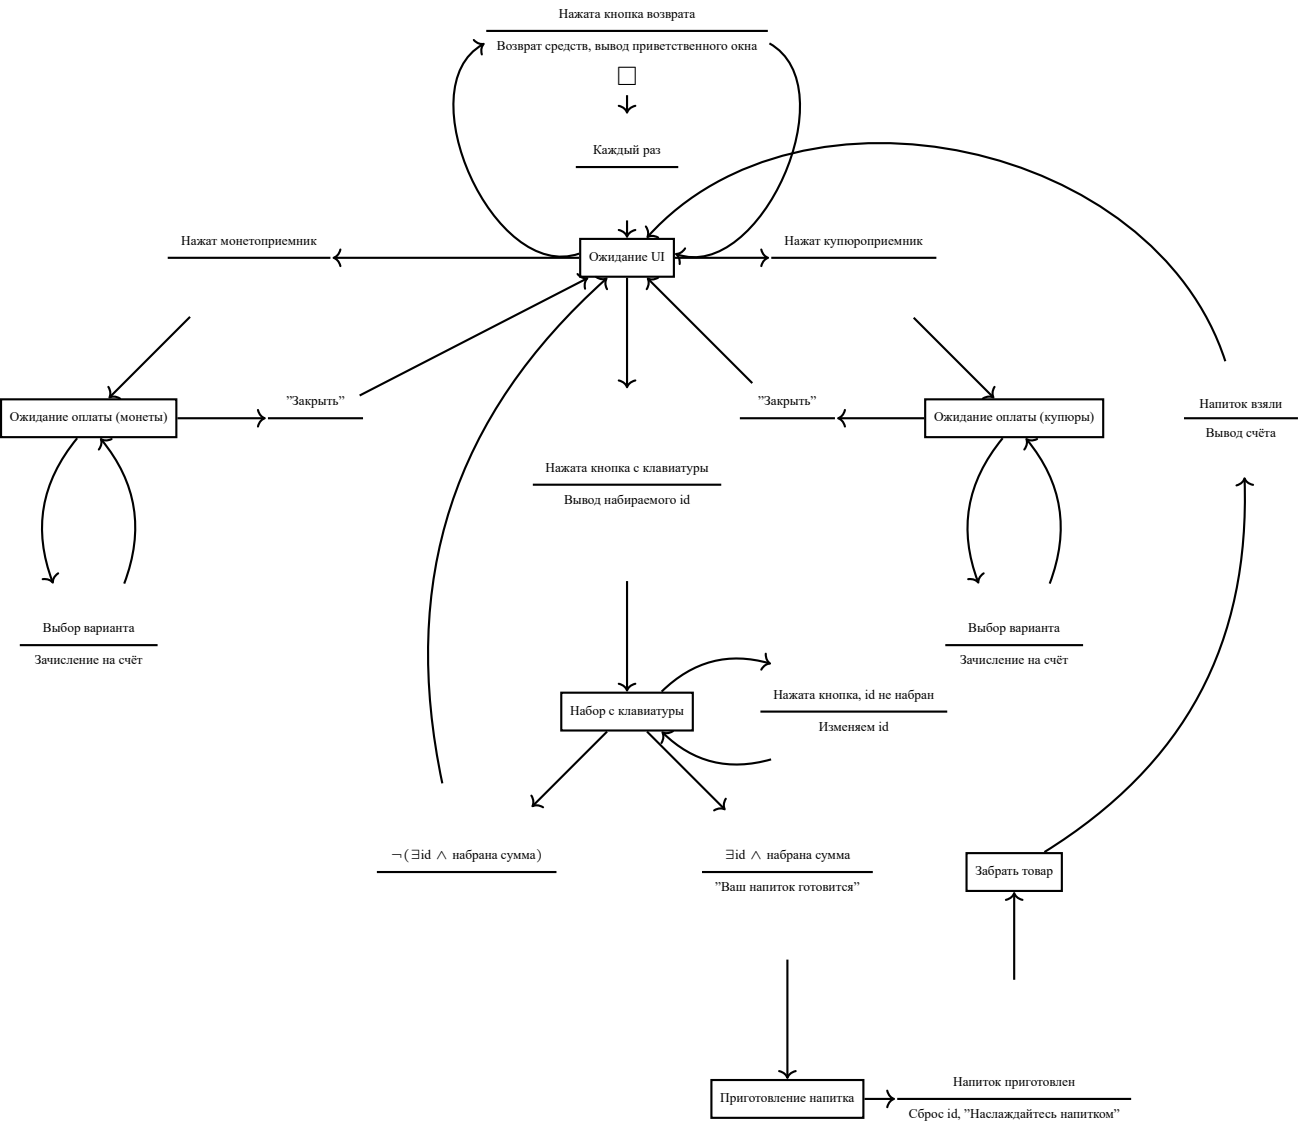 Нажата кнопка возврата
Возврат средств, вывод приветственного окна
Каждый раз
Нажат монетоприемник
Ожидание UI
Нажат купюроприемник
Ожидание оплаты (монеты)
”Закрыть”
”Закрыть”
Ожидание оплаты (купюры)
Напиток взяли
Вывод счёта
Нажата кнопка с клавиатуры
Вывод набираемого id
Выбор варианта
Зачисление на счёт
Выбор варианта
Зачисление на счёт
Набор с клавиатуры
Нажата кнопка, id не набран
Изменяем id
¬(∃id ∧ набрана сумма)
∃id ∧ набрана сумма
”Ваш напиток готовится”
Забрать товар
Приготовление напитка
Напиток приготовлен
Сброс id, ”Наслаждайтесь напитком”